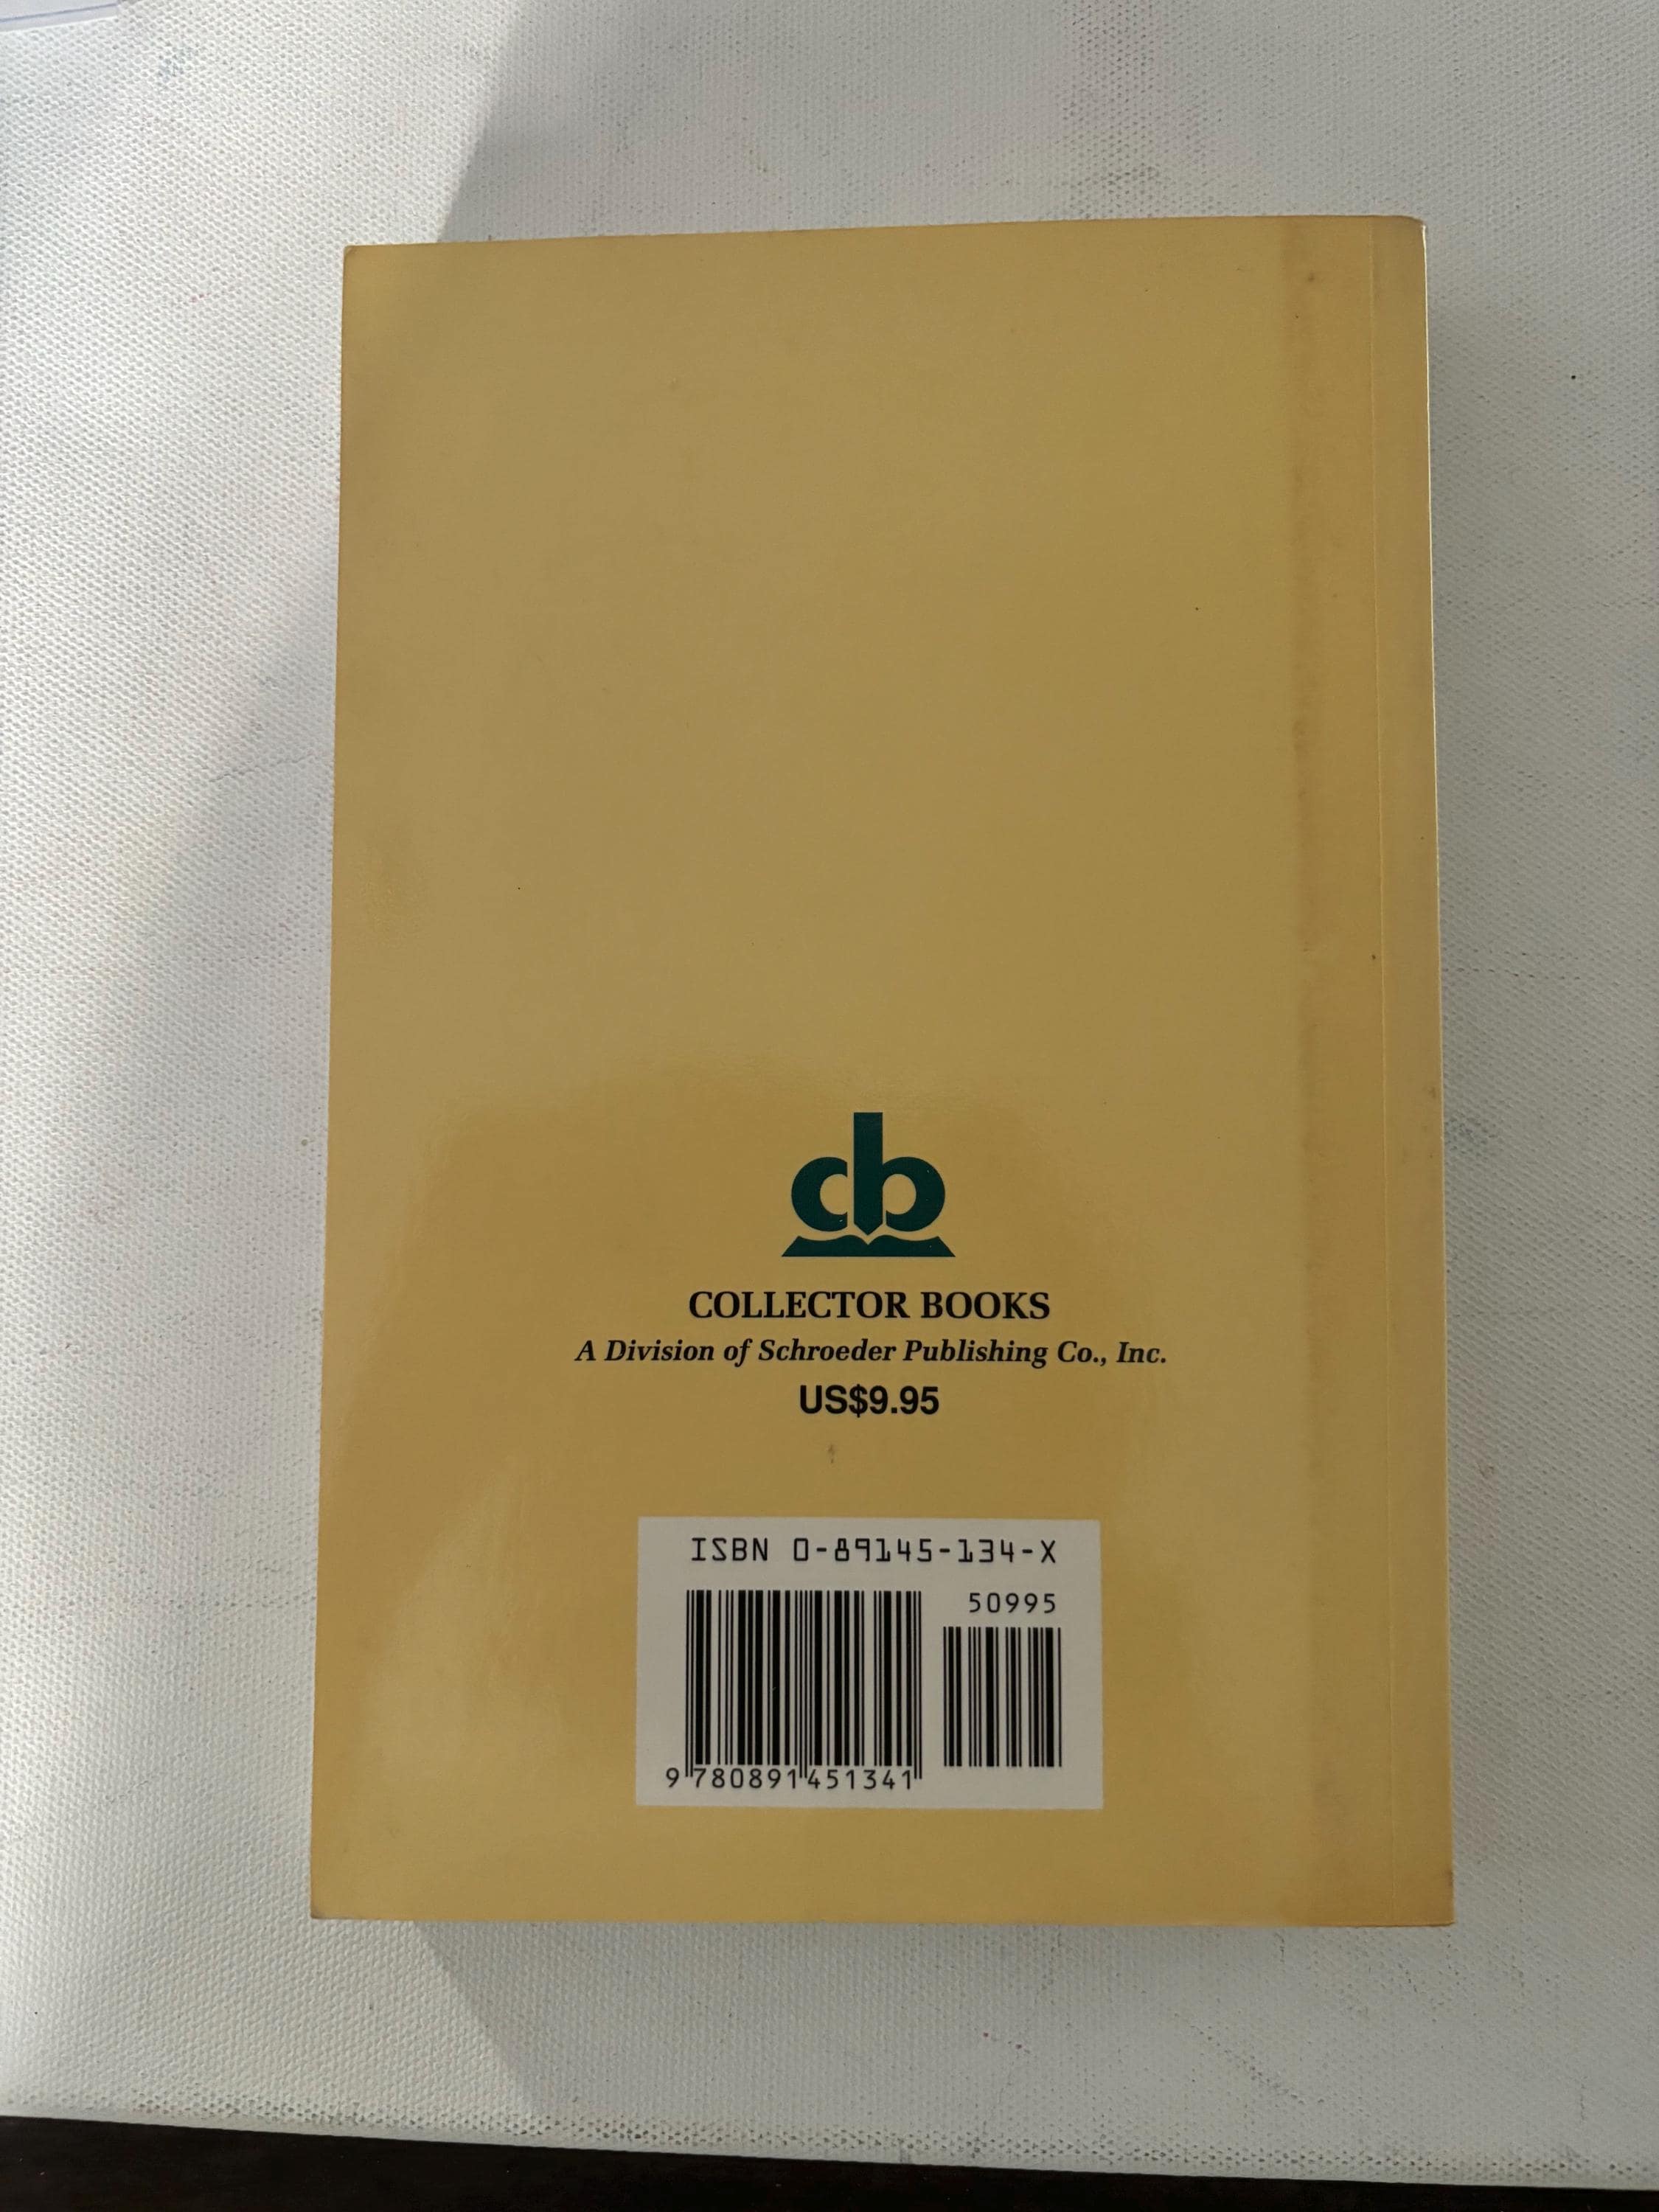 cb
COLLECTOR BOOKS
A Division of Schroeder Publishing Co., Inc.
US$9.95
ISBN 0-89145-134-X
50995
9 780891 451341